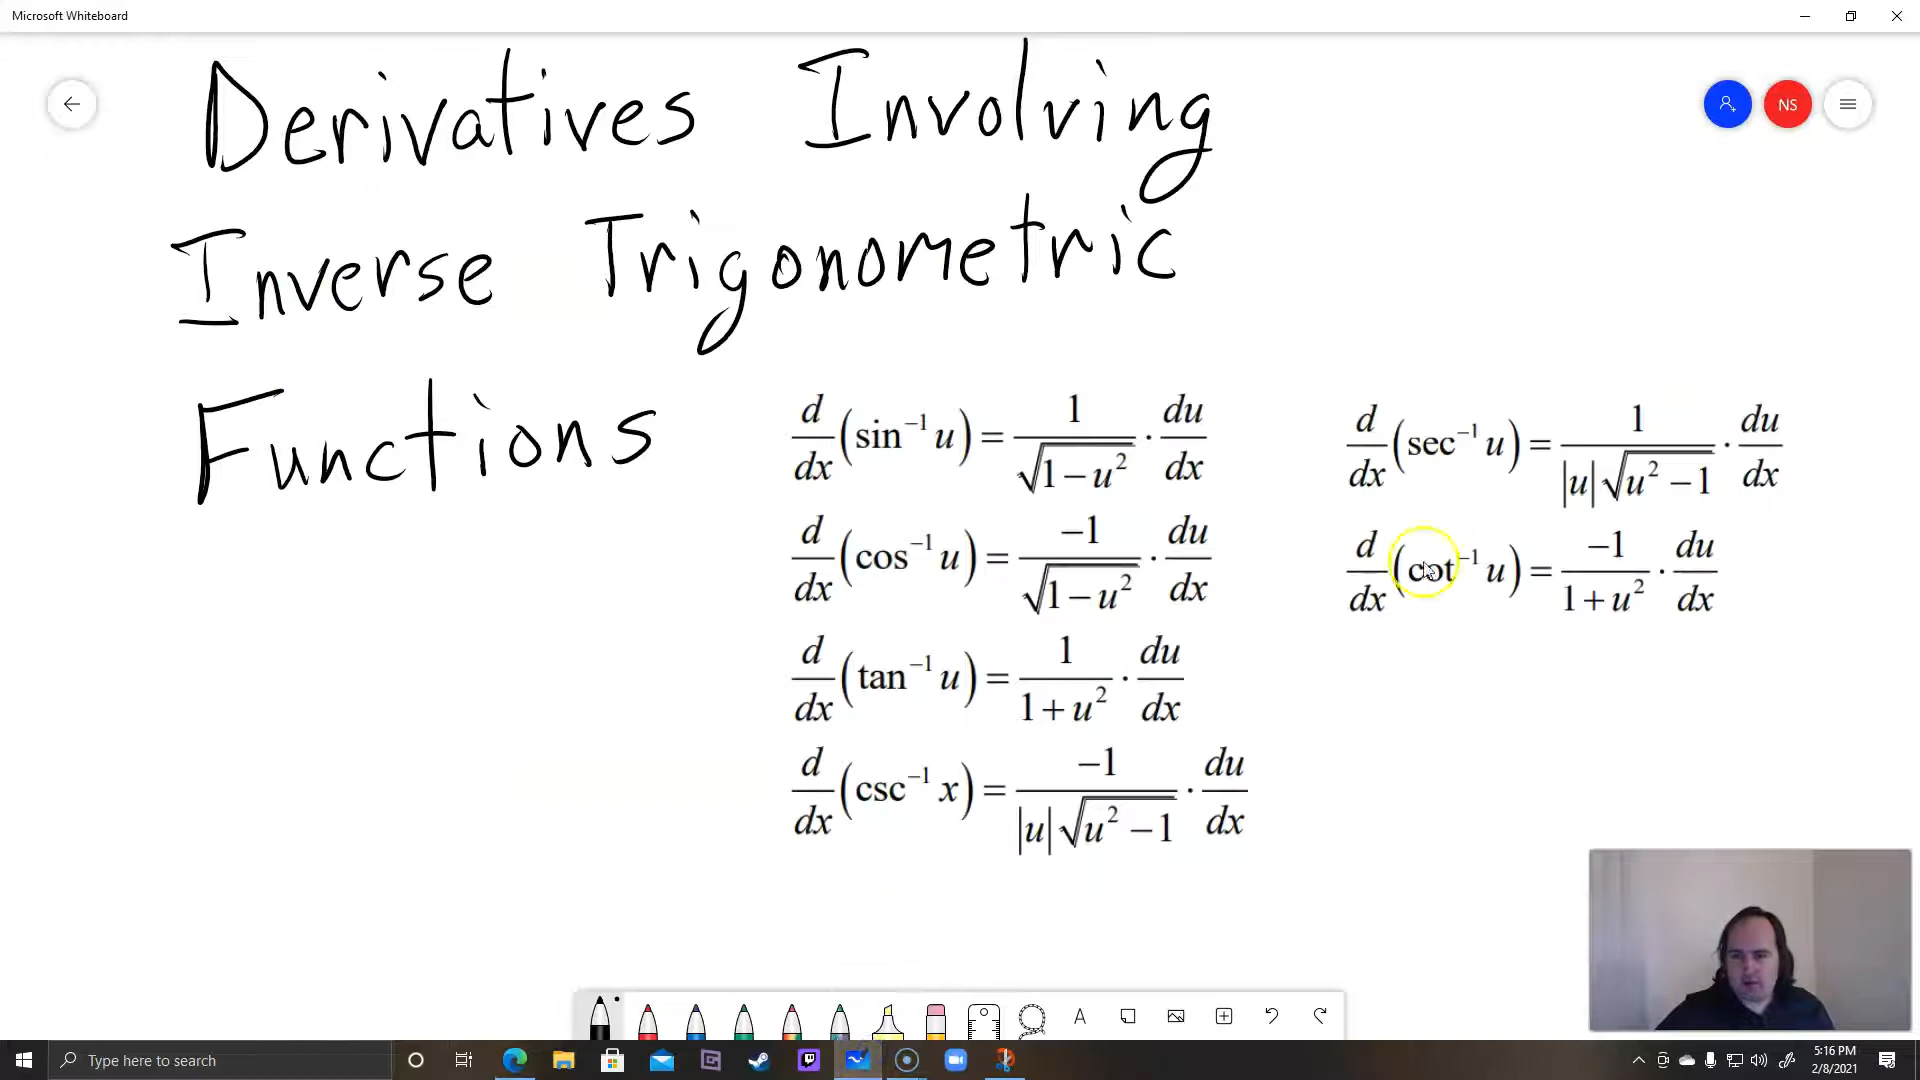 Microsoft Whiteboard
NS
Derivatives Involving
Inverse Trigonometric
Functions
d/dx (sin⁻¹ u) = 1/√(1−u²) · du/dx
d/dx (cos⁻¹ u) = −1/√(1−u²) · du/dx
d/dx (tan⁻¹ u) = 1/(1+u²) · du/dx
d/dx (csc⁻¹ x) = −1/(|u|√(u²−1)) · du/dx
d/dx (sec⁻¹ u) = 1/(|u|√(u²−1)) · du/dx
d/dx (cot⁻¹ u) = −1/(1+u²) · du/dx
A
Type here to search
5:16 PM
2/8/2021